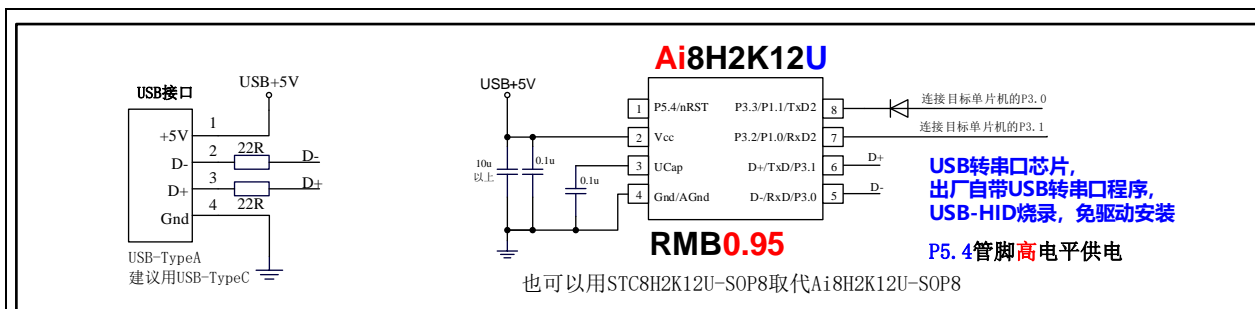 USB接口
USB+5V
1
+5V
2
22R
D-
D-
3
D+
D+
22R
4
Gnd
USB-TypeA
建议用USB-TypeC
Ai8H2K12U
USB+5V
1
P5.4/nRST
P3.3/P1.1/TxD2
8
连接目标单片机的P3.0
2
Vcc
P3.2/P1.0/RxD2
7
连接目标单片机的P3.1
10u
以上
0.1u
0.1u
3
UCap
D+/TxD/P3.1
6
D+
4
Gnd/AGnd
D-/RxD/P3.0
5
D-
RMB0.95
USB转串口芯片,
出厂自带USB转串口程序,
USB-HID烧录，免驱动安装
P5.4管脚高电平供电
也可以用STC8H2K12U-SOP8取代Ai8H2K12U-SOP8